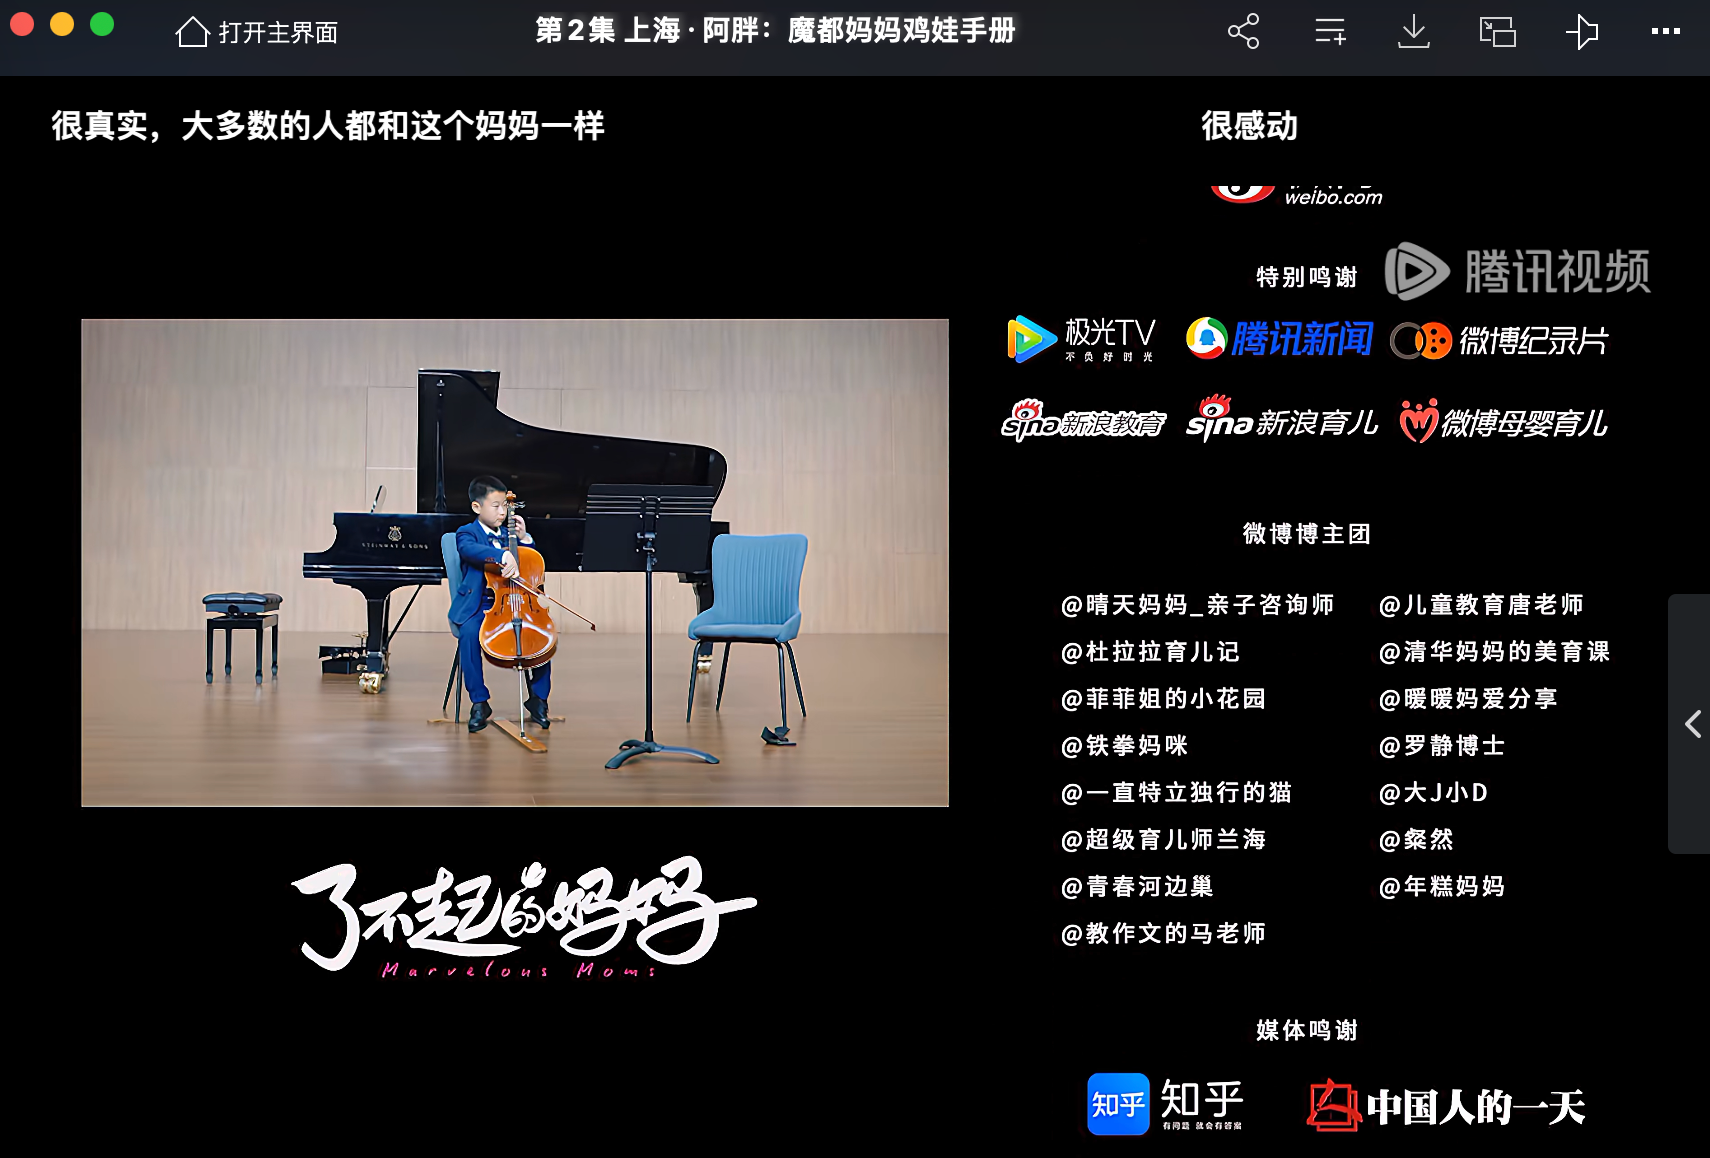 打开主界面
第2集 上海·阿胖：魔都妈妈鸡娃手册
很真实，大多数的人都和这个妈妈一样
很感动
weibo.com
特别鸣谢
腾讯视频
极光TV
不负好时光
腾讯新闻
微博纪录片
sina新浪教育
sina新浪育儿
微博母婴育儿
STEINWAY & SONS
微博博主团
@晴天妈妈_亲子咨询师
@儿童教育唐老师
@杜拉拉育儿记
@清华妈妈的美育课
@菲菲姐的小花园
@暖暖妈爱分享
@铁拳妈咪
@罗静博士
@一直特立独行的猫
@大J小D
@超级育儿师兰海
@粲然
@青春河边巢
@年糕妈妈
@教作文的马老师
了不起的妈妈
Marvelous Moms
媒体鸣谢
知乎
知乎
有问题 就会有答案
中国人的一天